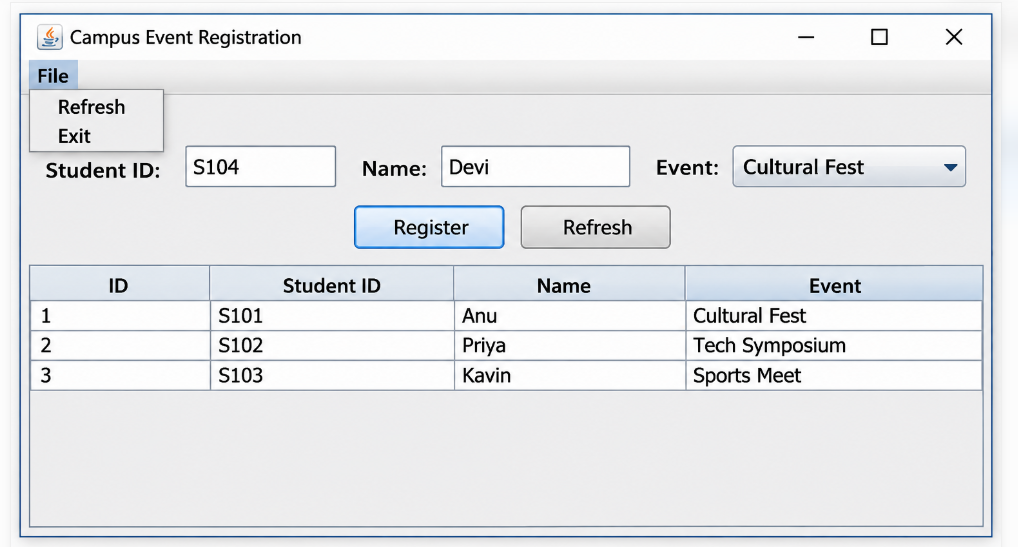 Campus Event Registration
File
Refresh
Exit
Student ID: S104 Name: Devi Event: Cultural Fest
Register Refresh
ID Student ID Name Event
1 S101 Anu Cultural Fest
2 S102 Priya Tech Symposium
3 S103 Kavin Sports Meet